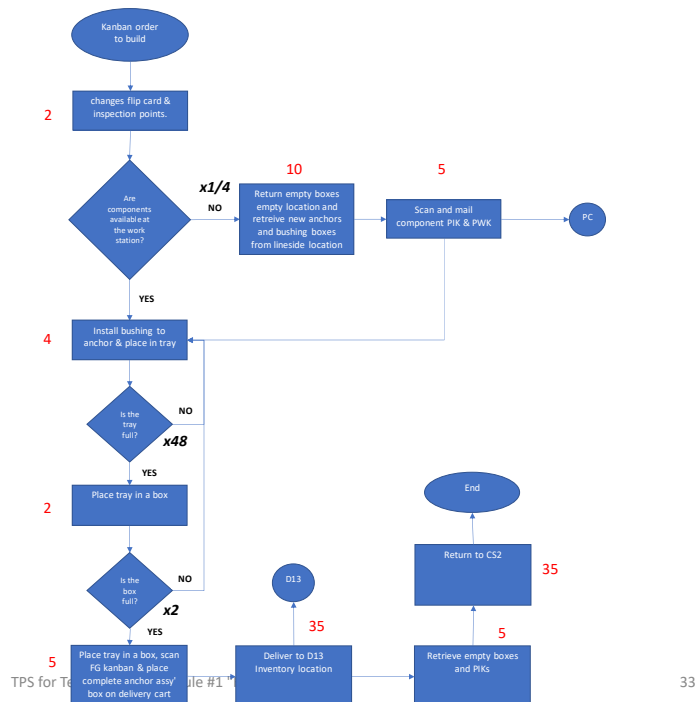 Kanban order
to build
2
changes flip card &
inspection points.
Are
components
available at
the work
station?
x1/4
NO
10
Return empty boxes
empty location and
retreive new anchors
and bushing boxes
from lineside location
5
Scan and mail
component PIK & PWK
PC
YES
4
Install bushing to
anchor & place in tray
Is the
tray
full?
NO
x48
YES
2
Place tray in a box
Is the
box
full?
NO
x2
YES
5
Place tray in a box, scan
FG kanban & place
complete anchor assy'
box on delivery cart
D13
35
Deliver to D13
Inventory location
5
Retrieve empty boxes
and PIKs
Return to CS2
35
End
TPS for Te
ule #1
33